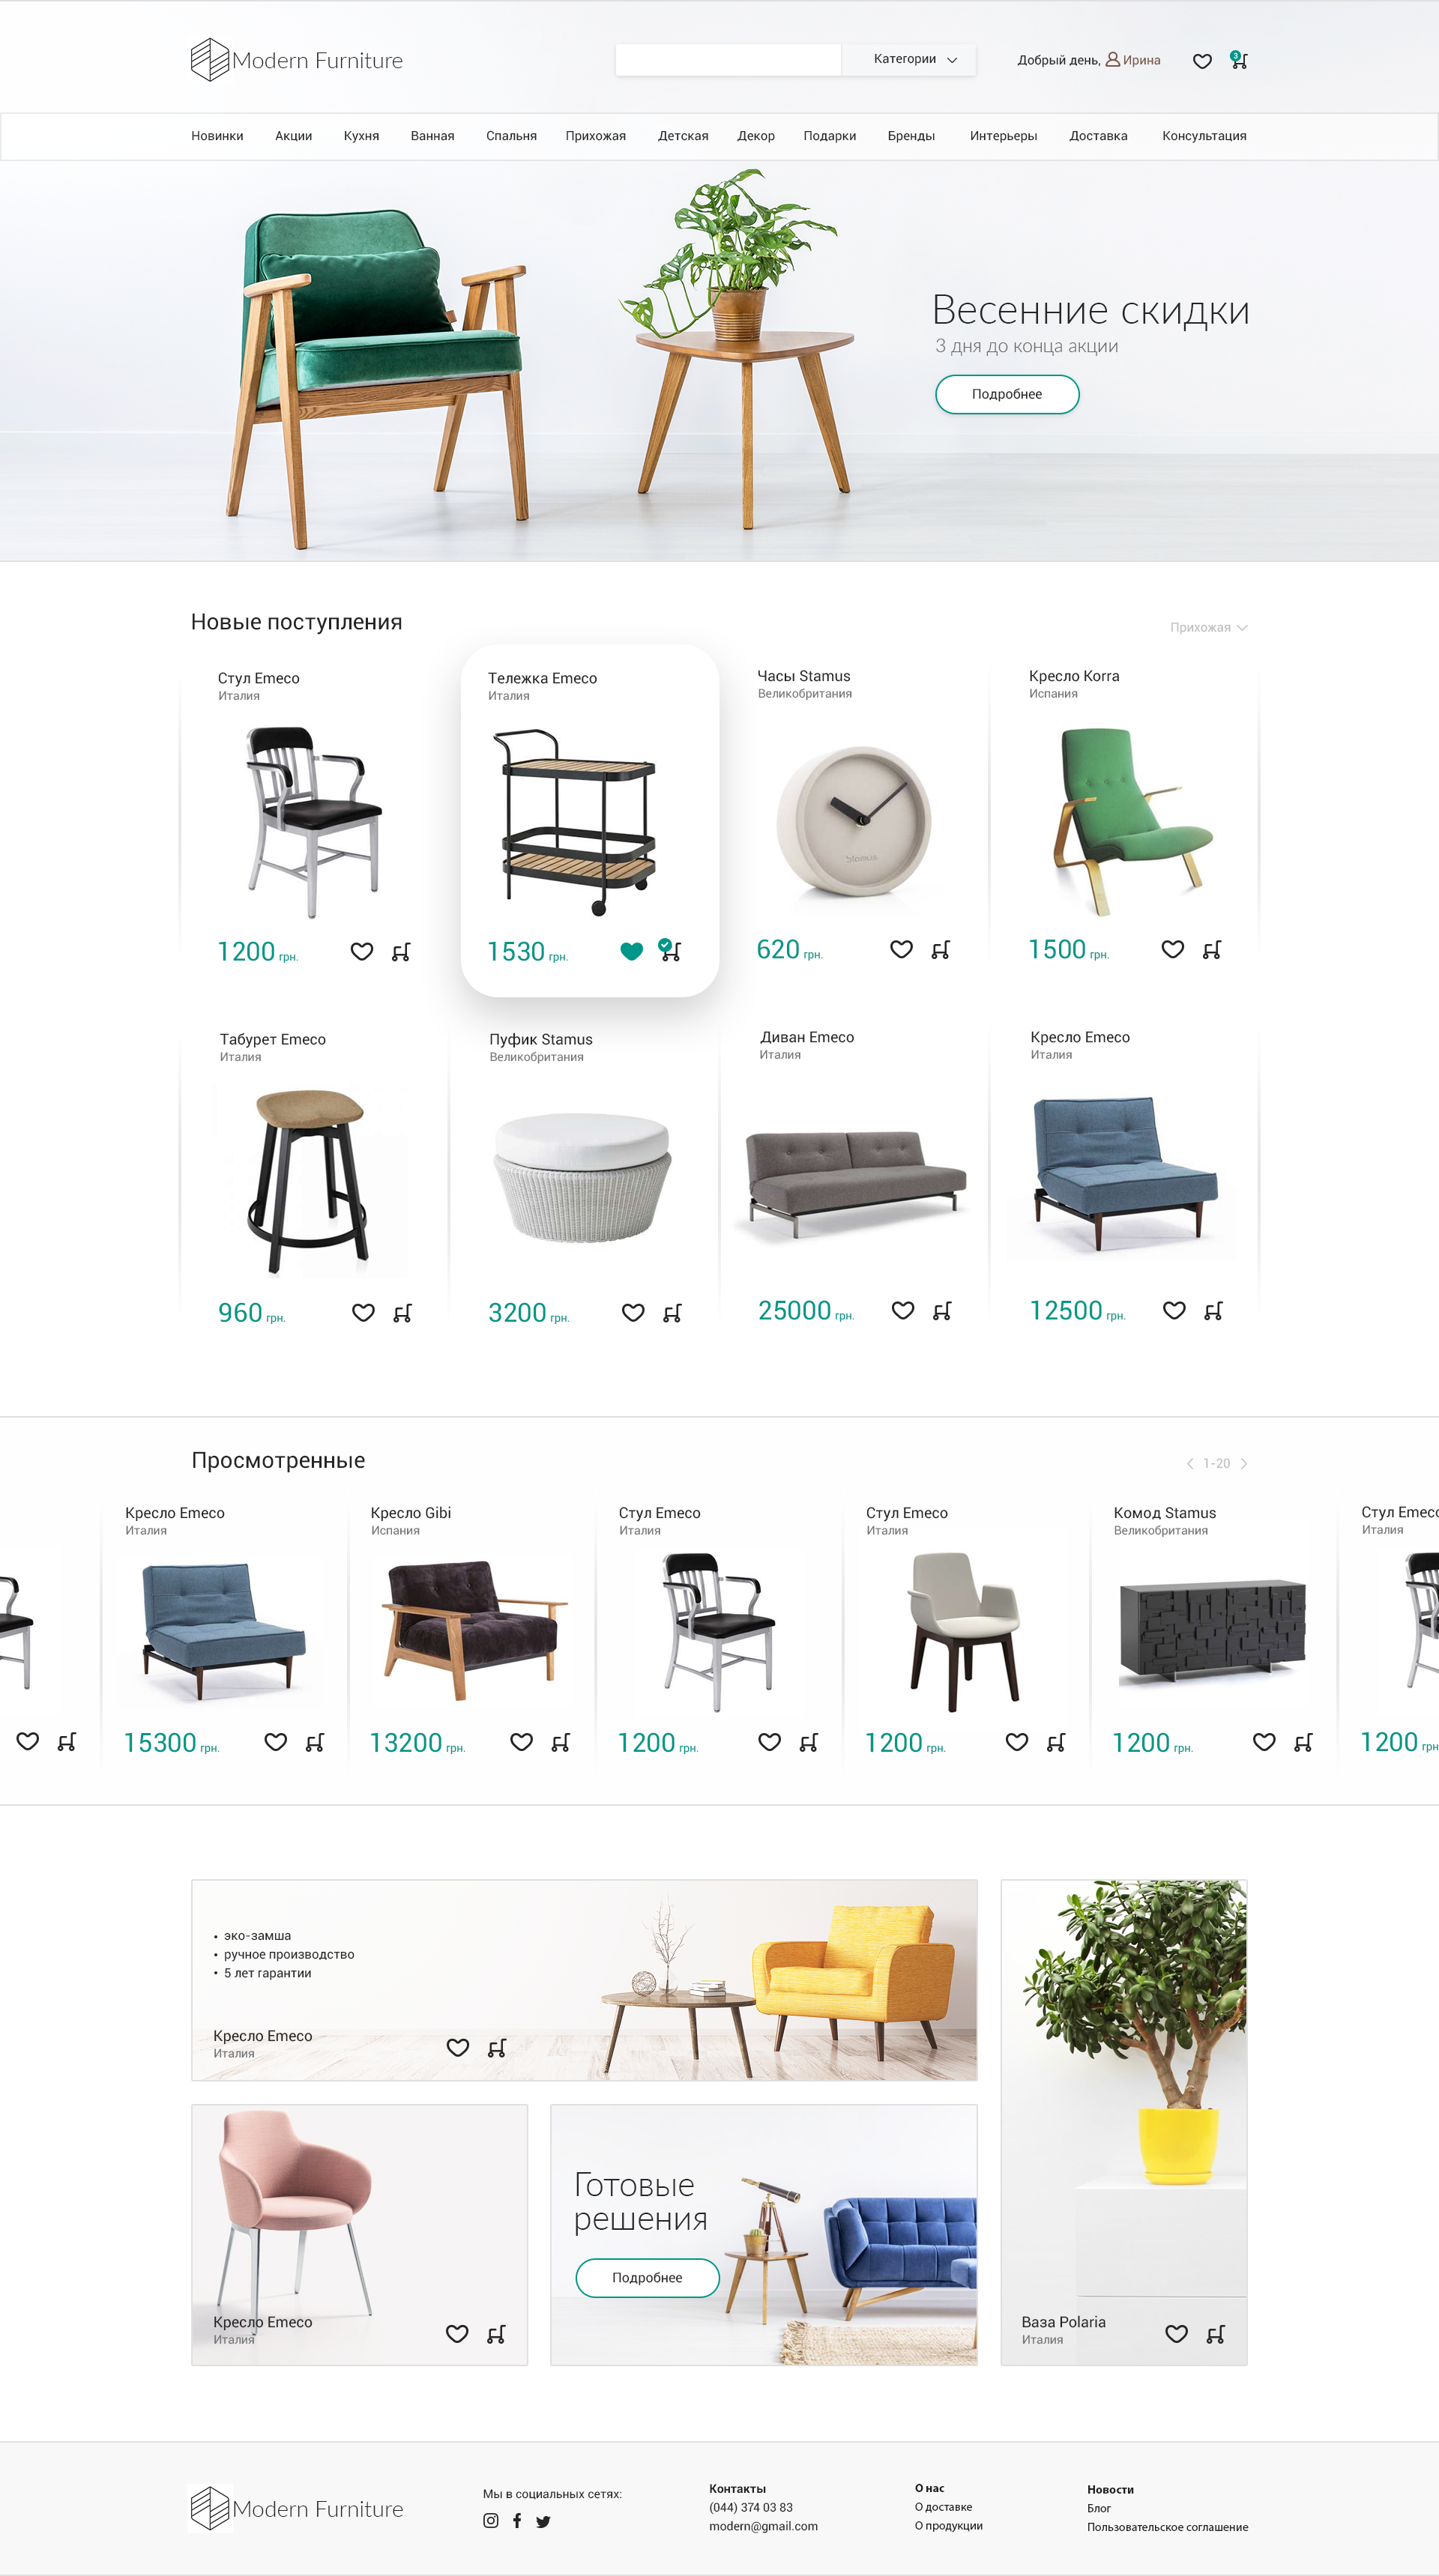 Modern Furniture
Категории
Добрый день, Ирина
3
Новинки Акции Кухня Ванная Спальня Прихожая Детская Декор Подарки Бренды Интерьеры Доставка Консультация
Весенние скидки
3 дня до конца акции
Подробнее
Новые поступления
Прихожая
Стул Emeco
Италия
1200 грн.
Тележка Emeco
Италия
1530 грн.
Часы Stamus
Великобритания
620 грн.
Кресло Korra
Испания
1500 грн.
Табурет Emeco
Италия
960 грн.
Пуфик Stamus
Великобритания
3200 грн.
Диван Emeco
Италия
25000 грн.
Кресло Emeco
Италия
12500 грн.
Просмотренные
1-20
Кресло Emeco
Италия
15300 грн.
Кресло Gibi
Испания
13200 грн.
Стул Emeco
Италия
1200 грн.
Стул Emeco
Италия
1200 грн.
Комод Stamus
Великобритания
1200 грн.
Стул Emec
Италия
1200 грн
• эко-замша
• ручное производство
• 5 лет гарантии
Кресло Emeco
Италия
Кресло Emeco
Италия
Готовые
решения
Подробнее
Ваза Polaria
Италия
Modern Furniture
Мы в социальных сетях:
Контакты
(044) 374 03 83
modern@gmail.com
О нас
О доставке
О продукции
Новости
Блог
Пользовательское соглашение